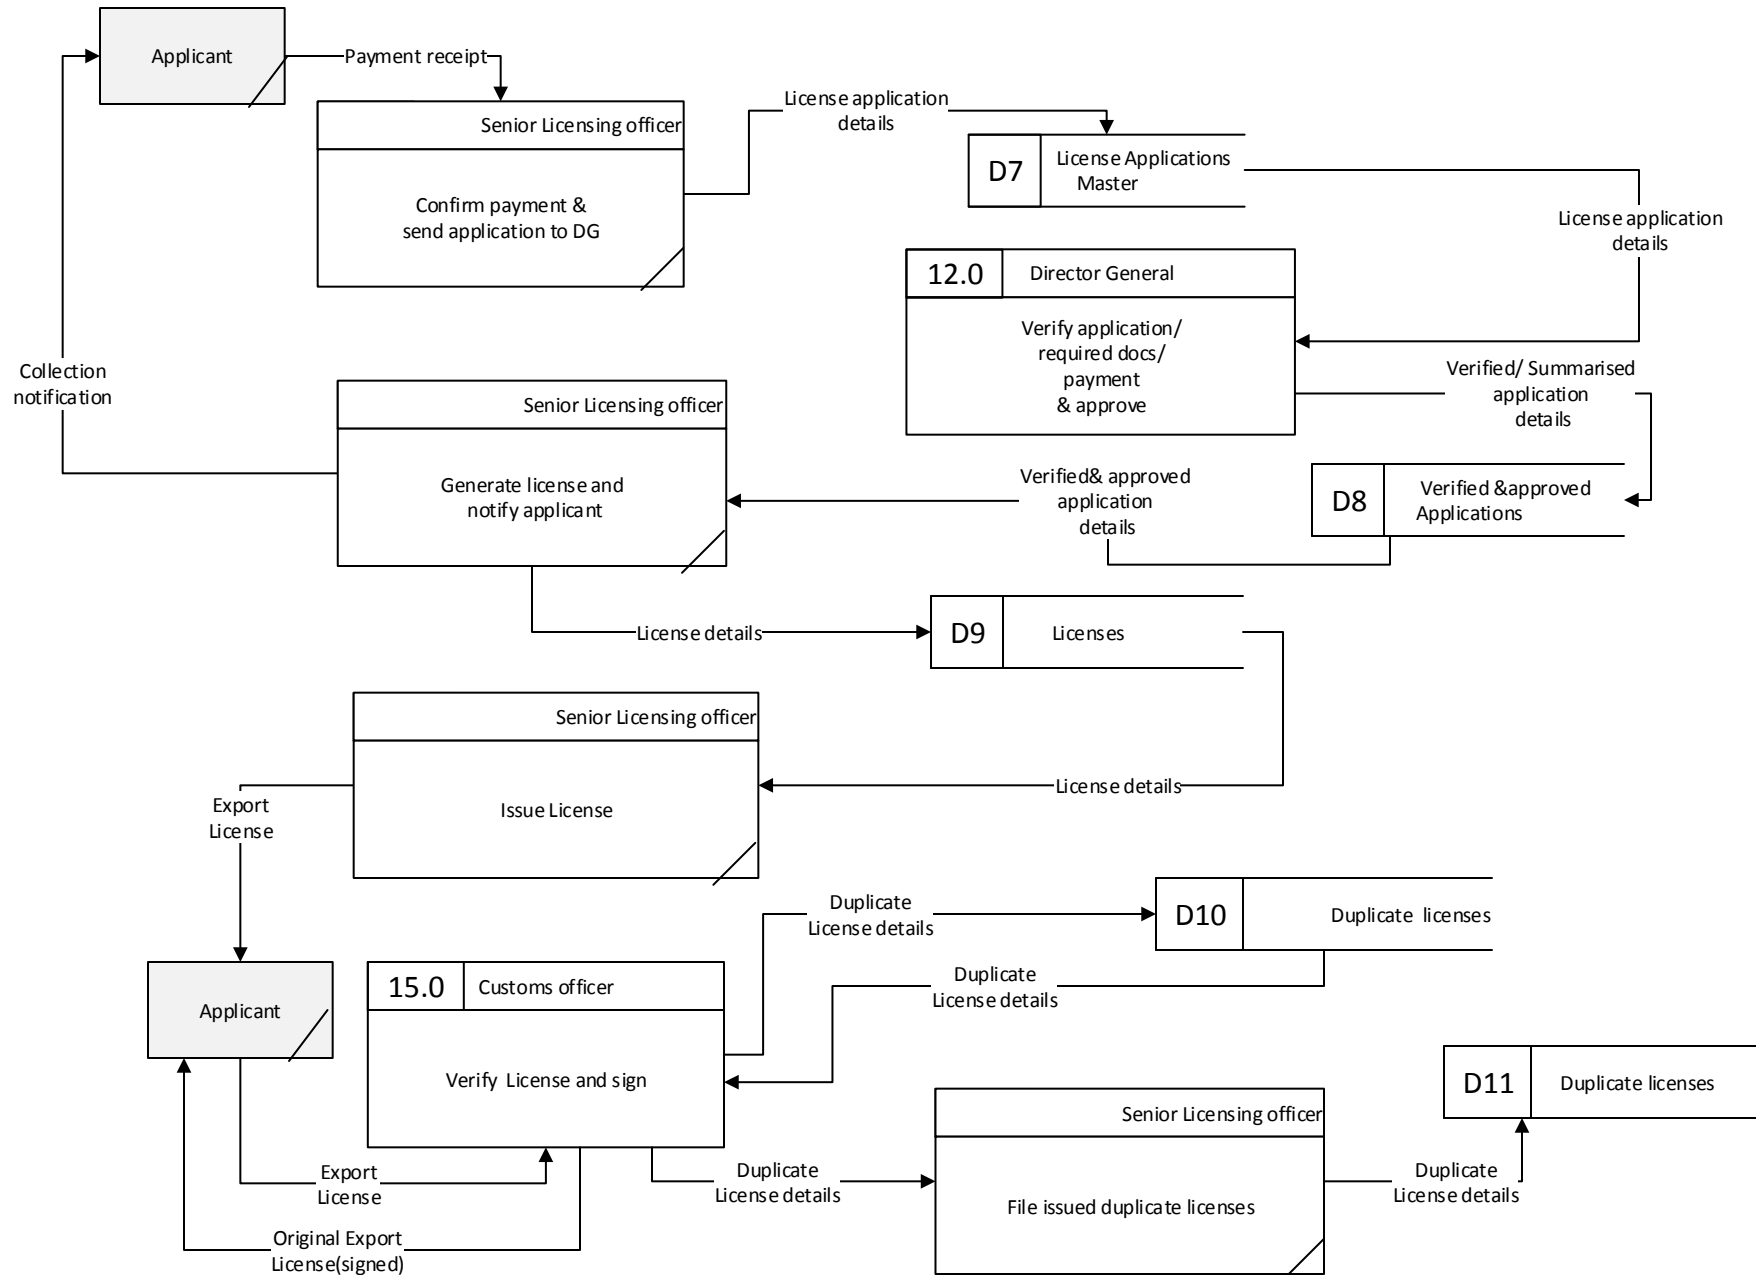 Applicant
Payment receipt
Senior Licensing officer
Confirm payment &
send application to DG
License application
details
D7
License Applications
Master
License application
details
12.0
Director General
Verify application/
required docs/
payment
& approve
Verified/ Summarised
application
details
Collection
notification
Senior Licensing officer
Generate license and
notify applicant
Verified& approved
application
details
D8
Verified &approved
Applications
License details
D9
Licenses
Senior Licensing officer
Issue License
License details
Export
License
Duplicate
License details
D10
Duplicate licenses
Duplicate
License details
Applicant
15.0
Customs officer
Verify License and sign
D11
Duplicate licenses
Senior Licensing officer
File issued duplicate licenses
Export
License
Duplicate
License details
Duplicate
License details
Original Export
License(signed)